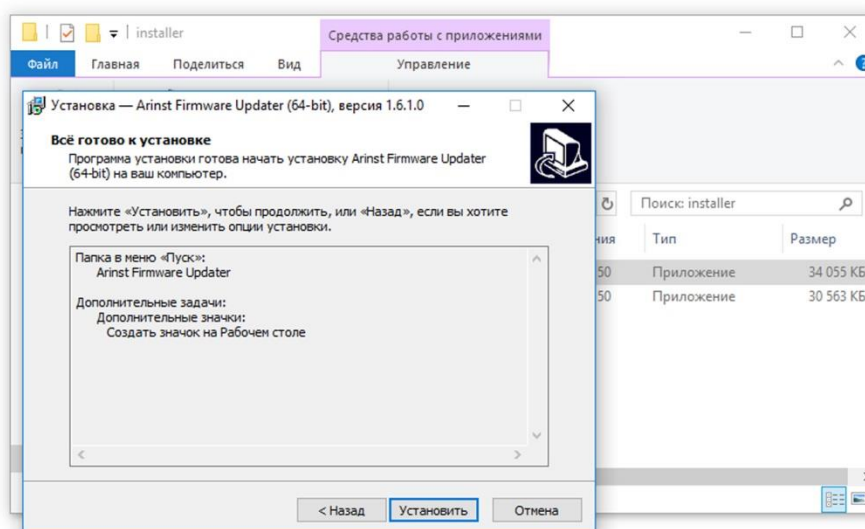 installer
Средства работы с приложениями
Файл
Главная
Поделиться
Вид
Управление
Установка — Arinst Firmware Updater (64-bit), версия 1.6.1.0
Всё готово к установке
Программа установки готова начать установку Arinst Firmware Updater
(64-bit) на ваш компьютер.
Нажмите «Установить», чтобы продолжить, или «Назад», если вы хотите
просмотреть или изменить опции установки.
Папка в меню «Пуск»:
Arinst Firmware Updater
Дополнительные задачи:
Дополнительные значки:
Создать значок на Рабочем столе
< Назад
Установить
Отмена
Поиск: installer
Тип
Размер
50
Приложение
34 055 КБ
50
Приложение
30 563 КБ